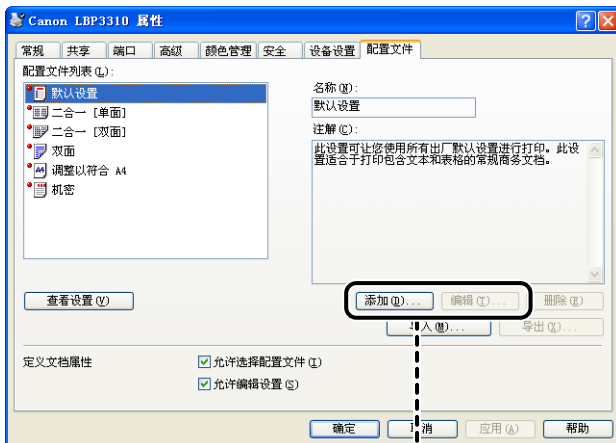 Canon LBP3310 属性
常规 共享 端口 高级 颜色管理 安全 设备设置 配置文件
配置文件列表(L):
默认设置
二合一 [单面]
二合一 [双面]
双面
调整以符合 A4
机密
名称(N):
默认设置
注解(C):
此设置可让您使用所有出厂默认设置进行打印。此设
置适合于打印包含文本和表格的常规商务文档。
查看设置(V) 添加(D)... 编辑(T)... 删除(E)
导入(M)... 导出(X)...
定义文档属性
允许选择配置文件(I)
允许编辑设置(S)
确定 取消 应用(A) 帮助